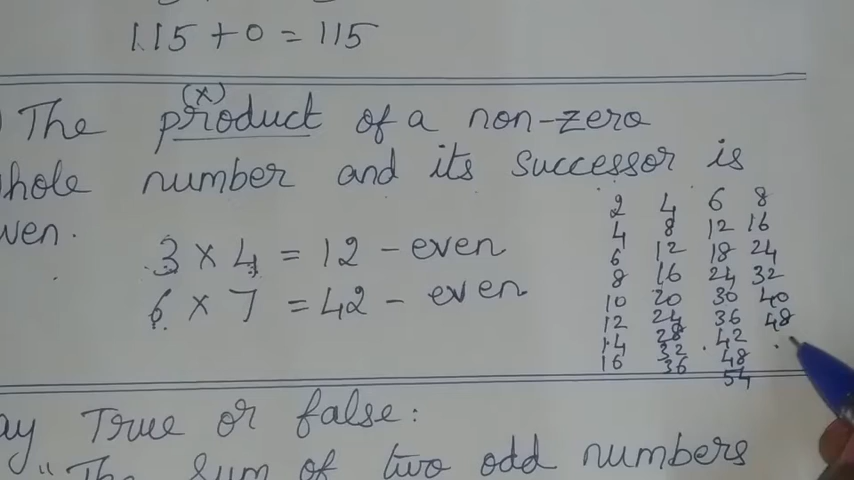 115 + 0 = 115
(x)
The product of a non-zero
hole number and its successor is
ven.
3 x 4 = 12 - even
6 x 7 = 42 - even
2 4 6 8
4 8 12 16
6 12 18 24
8 16 24 32
10 20 30 40
12 24 36 48
14 28 42
16 32 48
36 54
ay True or false:
" The sum of two odd numbers